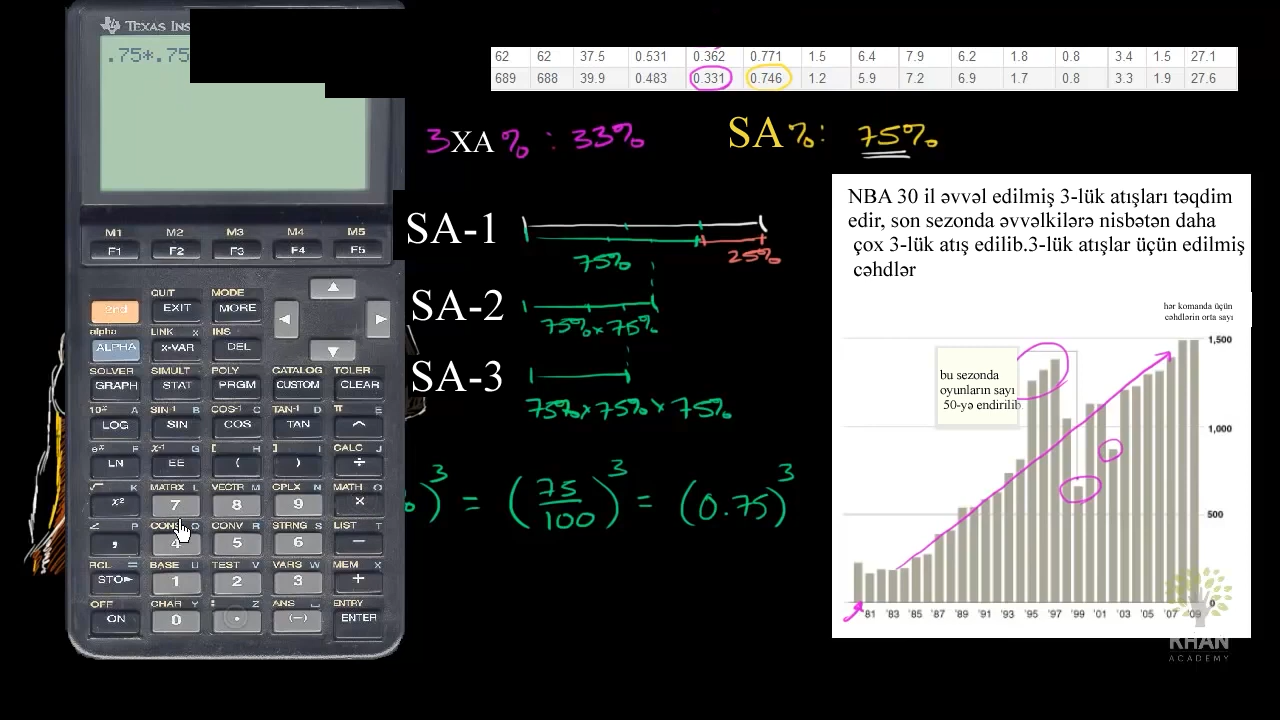 TEXAS INS
.75*.75
62 62 37.5 0.531 0.362 0.771 1.5 6.4 7.9 6.2 1.8 0.8 3.4 1.5 27.1
689 688 39.9 0.483 0.331 0.746 1.2 5.9 7.2 6.9 1.7 0.8 3.3 1.9 27.6
3XA% : 33%
SA%: 75%
SA-1
75% 25%
SA-2
75%×75%
SA-3
75%×75%×75%
)³ = (75/100)³ = (0.75)³
NBA 30 il əvvəl edilmiş 3-lük atışları təqdim
edir, son sezonda əvvəlkilərə nisbətən daha
çox 3-lük atış edilib.3-lük atışlar üçün edilmiş
cəhdlər
hər komanda üçün
cəhdlərin orta sayı
1,500
bu sezonda
oyunların sayı
50-yə endirilib
1,000
500
0
'81 '83 '85 '87 '89 '91 '93 '95 '97 '99 '01 '03 '05 '07 '09
KHAN
ACADEMY
M1 M2 M3 M4 M5
F1 F2 F3 F4 F5
QUIT MODE
2nd EXIT MORE
alpha LINK x INS
ALPHA x-VAR DEL
SOLVER SIMULT POLY CATALOG TOLER
GRAPH STAT PRGM CUSTOM CLEAR
10ˣ A SIN⁻¹ B COS⁻¹ C TAN⁻¹ D π E
LOG SIN COS TAN ^
eˣ F x⁻¹ G [ H ] I CALC J
LN EE ( ) ÷
√ K MATRX L VECTR M CPLX N MATH O
x² 7 8 9 ×
∠ P CONS Q CONV R STRNG S LIST T
, 4 5 6 −
RCL = BASE U TEST V VARS W MEM X
STO► 1 2 3 +
OFF CHAR Y : Z ANS ␣ ENTRY
ON 0 . (−) ENTER